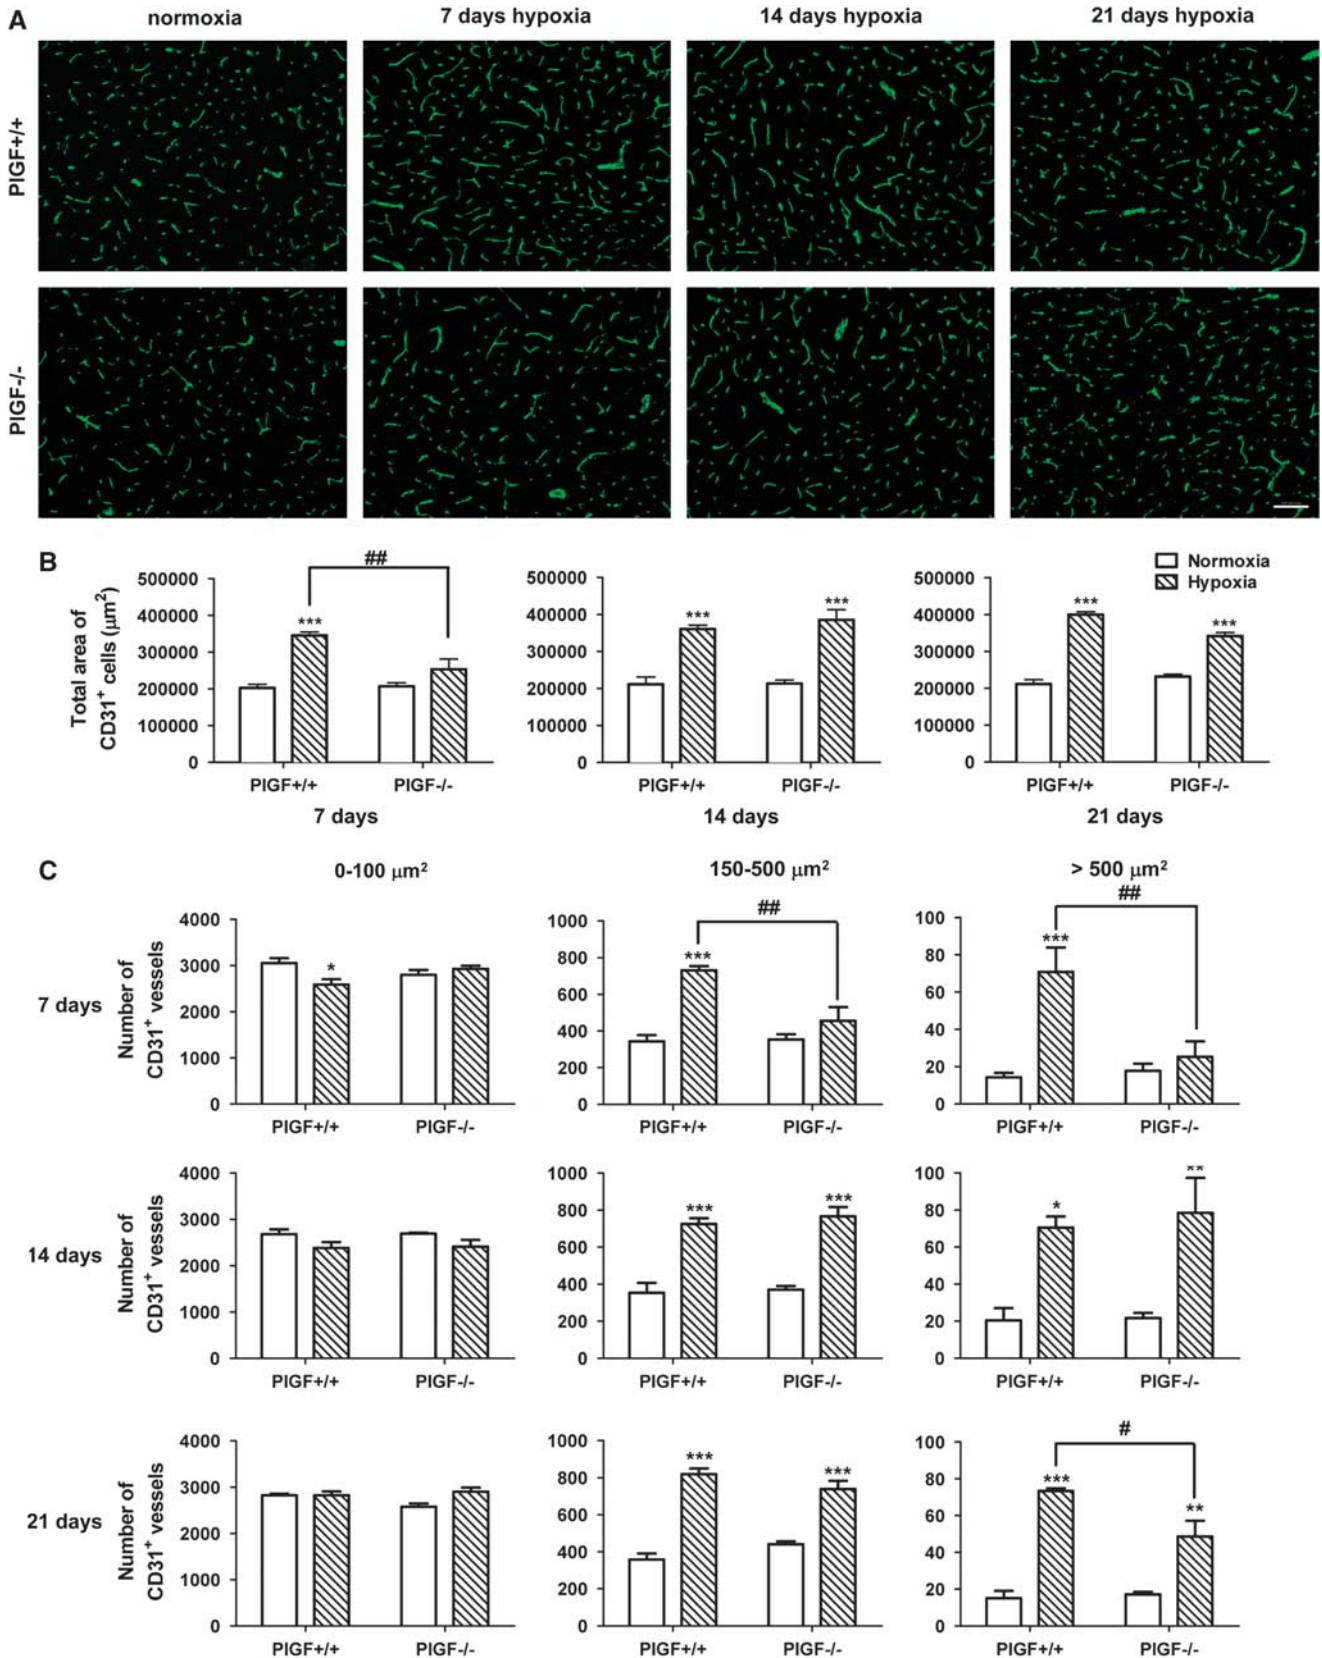 A
normoxia
7 days hypoxia
14 days hypoxia
21 days hypoxia
PlGF+/+
PlGF-/-
B
Total area of
CD31+ cells (μm²)
500000
400000
300000
200000
100000
0
***
##
PlGF+/+
PlGF-/-
7 days
500000
400000
300000
200000
100000
0
***
***
PlGF+/+
PlGF-/-
14 days
500000
400000
300000
200000
100000
0
***
***
PlGF+/+
PlGF-/-
21 days
Normoxia
Hypoxia
C
0-100 μm²
150-500 μm²
> 500 μm²
7 days
Number of
CD31+ vessels
4000
3000
2000
1000
0
*
PlGF+/+
PlGF-/-
1000
800
600
400
200
0
***
##
PlGF+/+
PlGF-/-
100
80
60
40
20
0
***
##
PlGF+/+
PlGF-/-
14 days
Number of
CD31+ vessels
4000
3000
2000
1000
0
PlGF+/+
PlGF-/-
1000
800
600
400
200
0
***
***
PlGF+/+
PlGF-/-
100
80
60
40
20
0
*
**
PlGF+/+
PlGF-/-
21 days
Number of
CD31+ vessels
4000
3000
2000
1000
0
PlGF+/+
PlGF-/-
1000
800
600
400
200
0
***
***
PlGF+/+
PlGF-/-
100
80
60
40
20
0
***
#
**
PlGF+/+
PlGF-/-